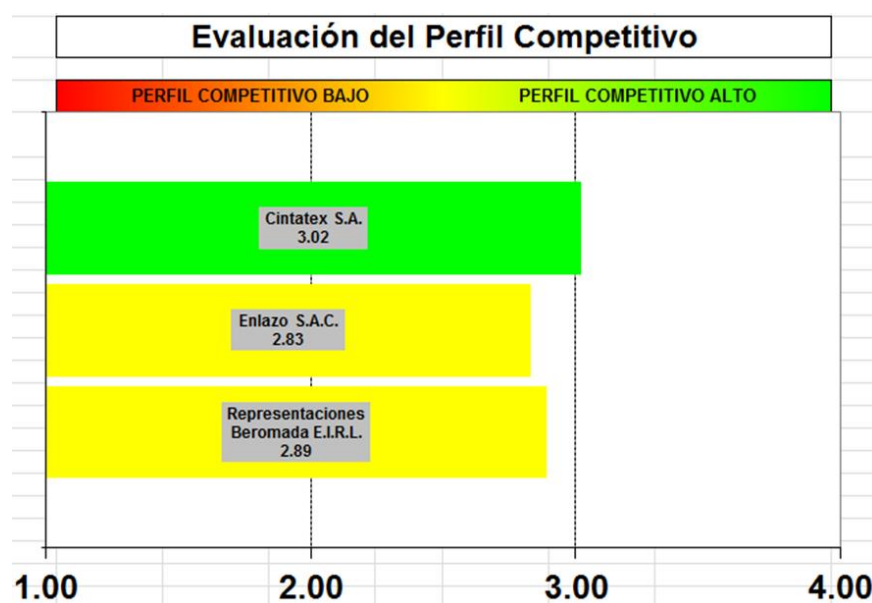 Evaluación del Perfil Competitivo
PERFIL COMPETITIVO BAJO PERFIL COMPETITIVO ALTO
Cintatex S.A.
3.02
Enlazo S.A.C.
2.83
Representaciones
Beromada E.I.R.L.
2.89
1.00 2.00 3.00 4.00